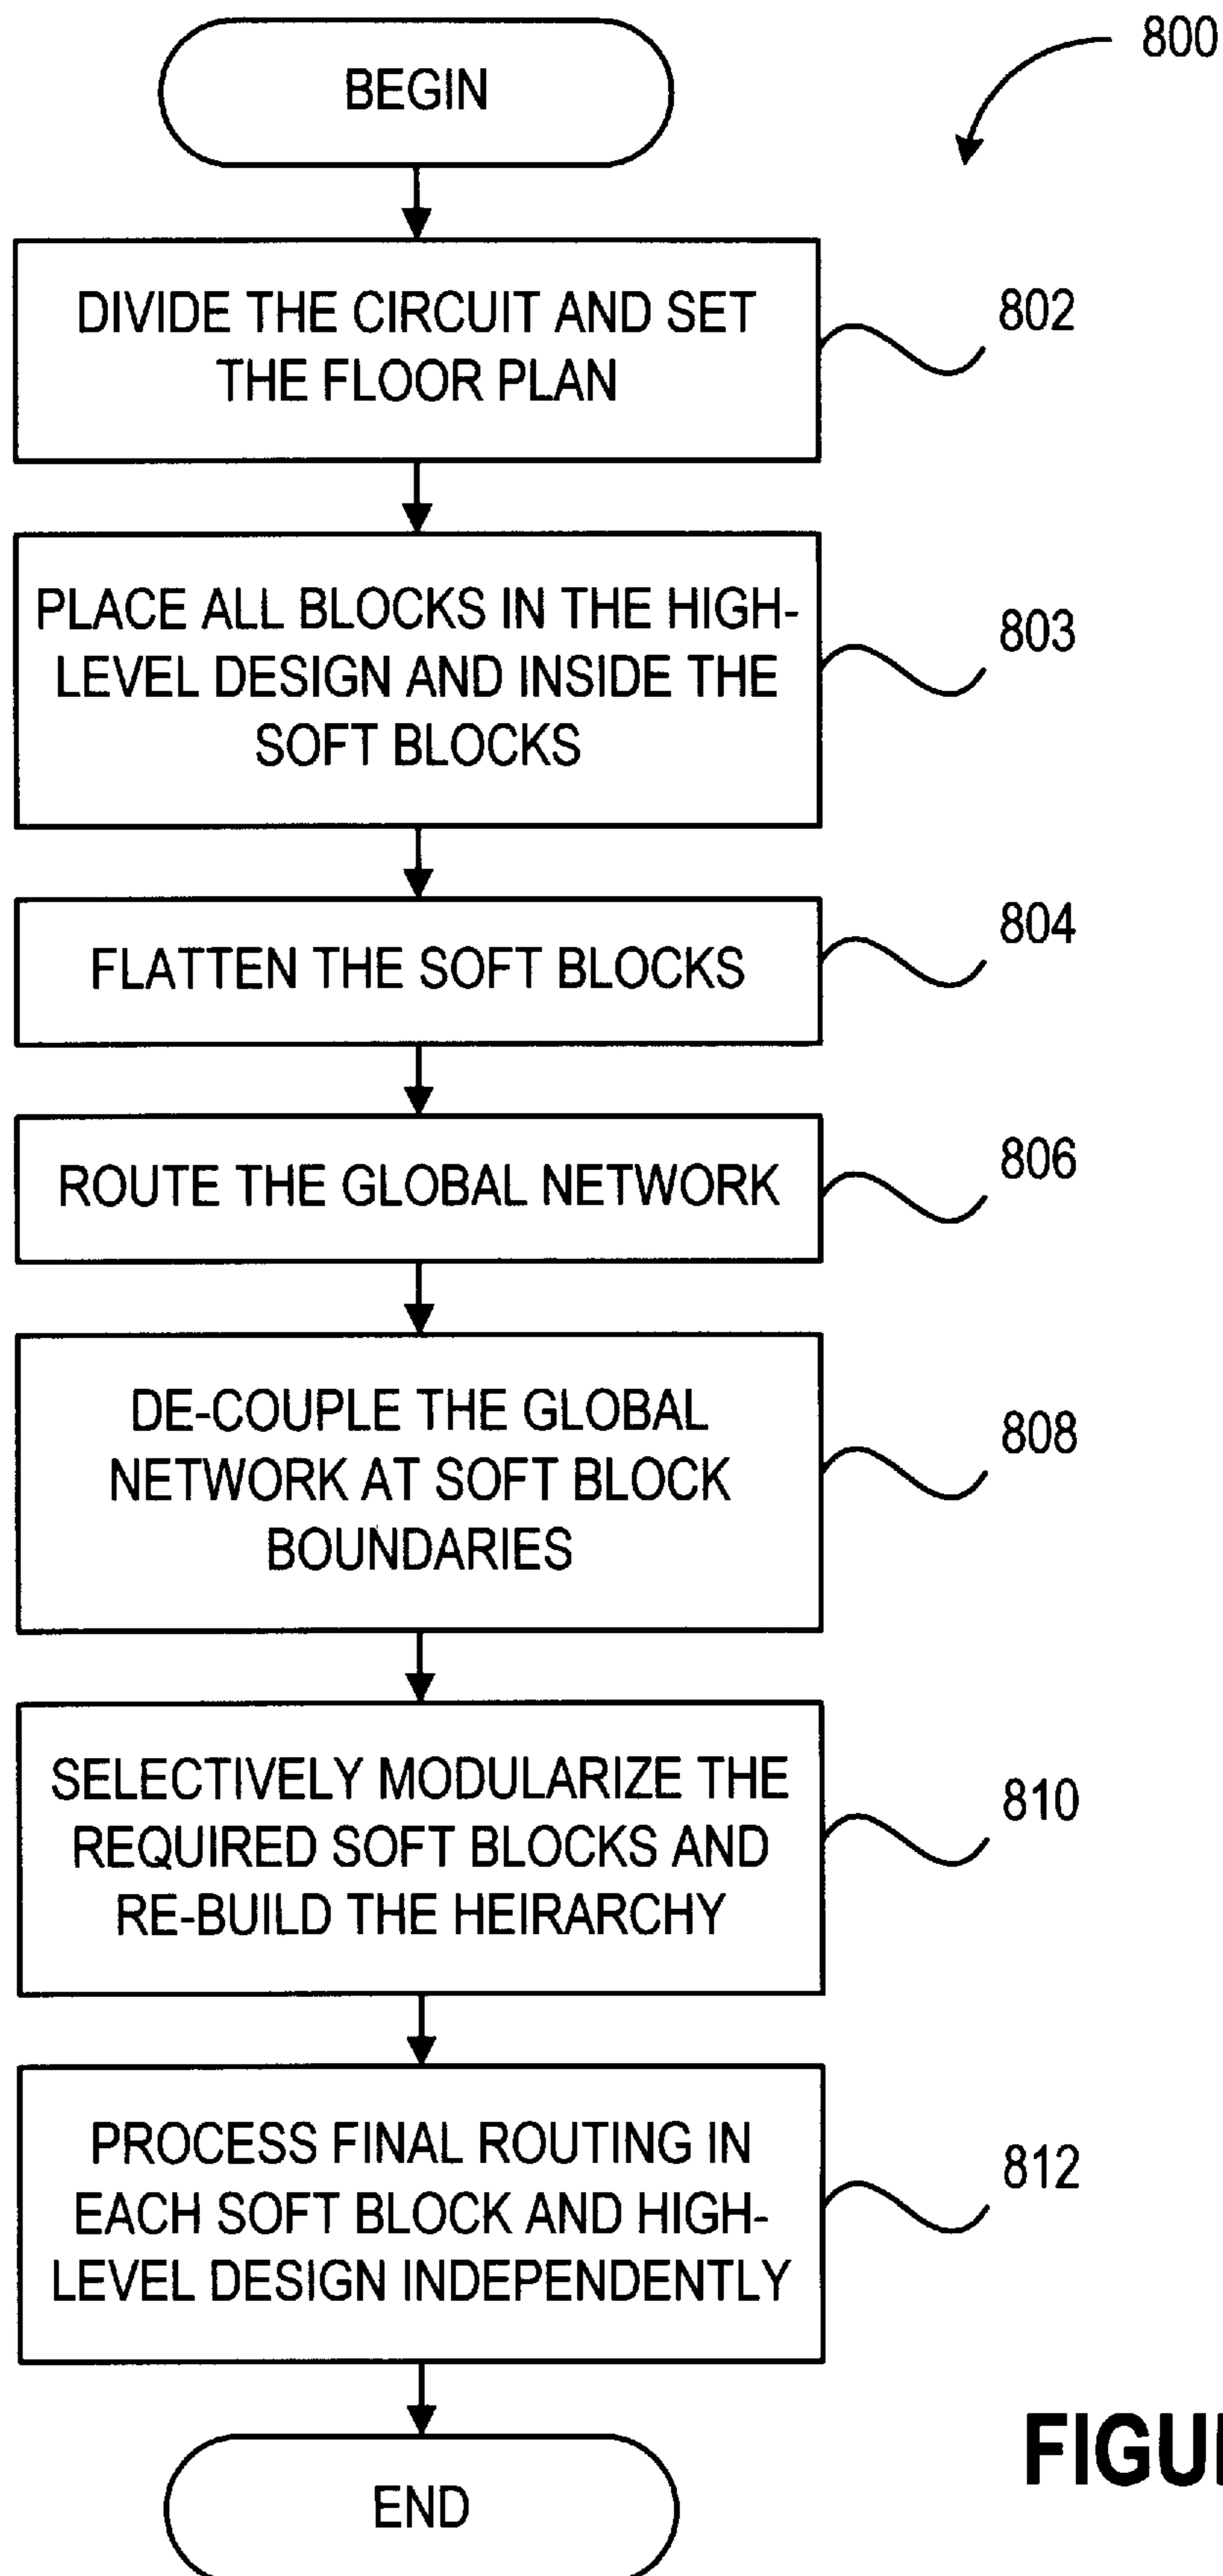 800
BEGIN
DIVIDE THE CIRCUIT AND SET
THE FLOOR PLAN
802
PLACE ALL BLOCKS IN THE HIGH-
LEVEL DESIGN AND INSIDE THE
SOFT BLOCKS
803
FLATTEN THE SOFT BLOCKS
804
ROUTE THE GLOBAL NETWORK
806
DE-COUPLE THE GLOBAL
NETWORK AT SOFT BLOCK
BOUNDARIES
808
SELECTIVELY MODULARIZE THE
REQUIRED SOFT BLOCKS AND
RE-BUILD THE HEIRARCHY
810
PROCESS FINAL ROUTING IN
EACH SOFT BLOCK AND HIGH-
LEVEL DESIGN INDEPENDENTLY
812
END